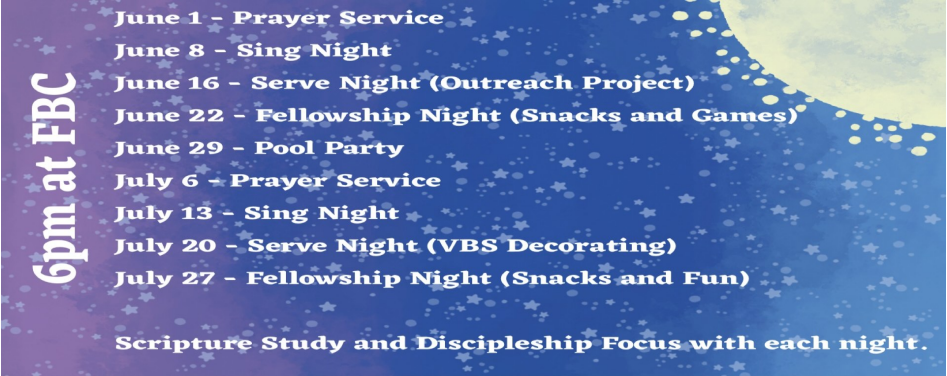 6pm at FBC
June 1 - Prayer Service
June 8 - Sing Night
June 16 - Serve Night (Outreach Project)
June 22 - Fellowship Night (Snacks and Games)
June 29 - Pool Party
July 6 - Prayer Service
July 13 - Sing Night
July 20 - Serve Night (VBS Decorating)
July 27 - Fellowship Night (Snacks and Fun)
Scripture Study and Discipleship Focus with each night.